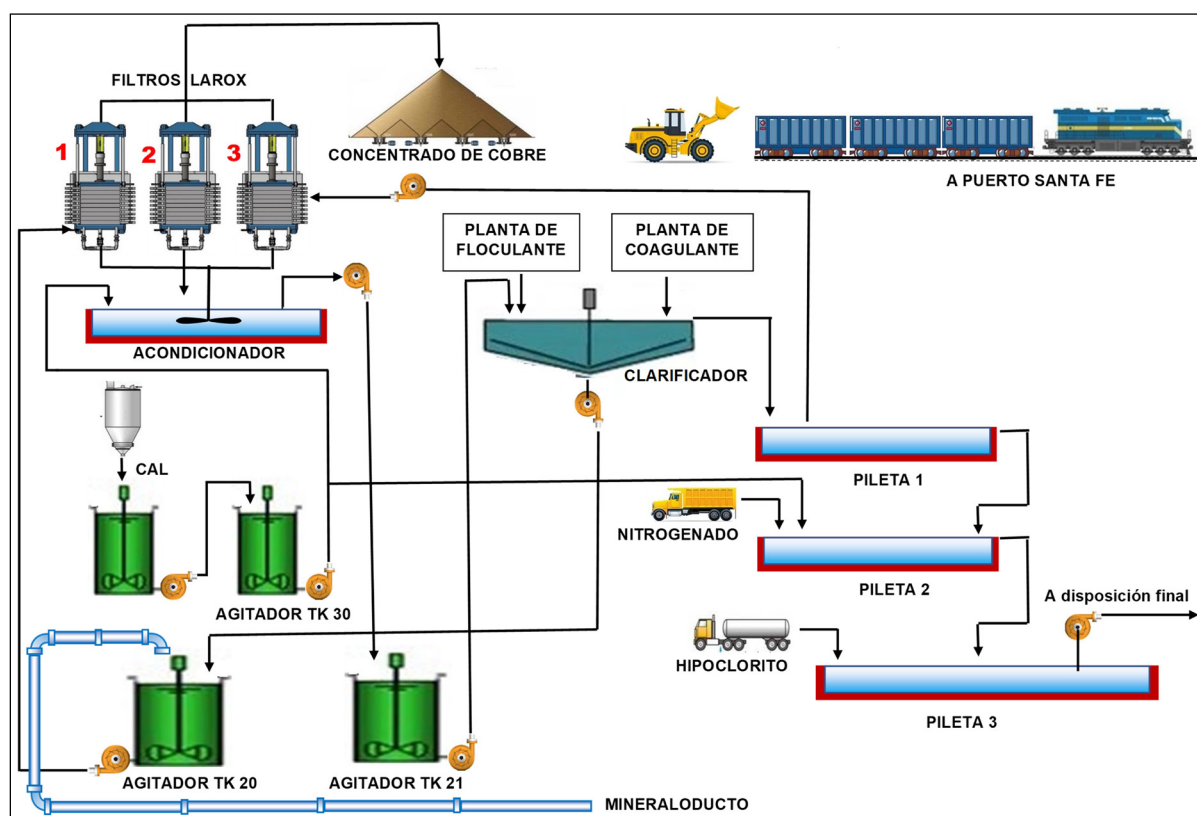 FILTROS LAROX
1
2
3
CONCENTRADO DE COBRE
A PUERTO SANTA FE
PLANTA DE
FLOCULANTE
PLANTA DE
COAGULANTE
ACONDICIONADOR
CLARIFICADOR
CAL
PILETA 1
NITROGENADO
PILETA 2
AGITADOR TK 30
A disposición final
HIPOCLORITO
PILETA 3
AGITADOR TK 20
AGITADOR TK 21
MINERALODUCTO